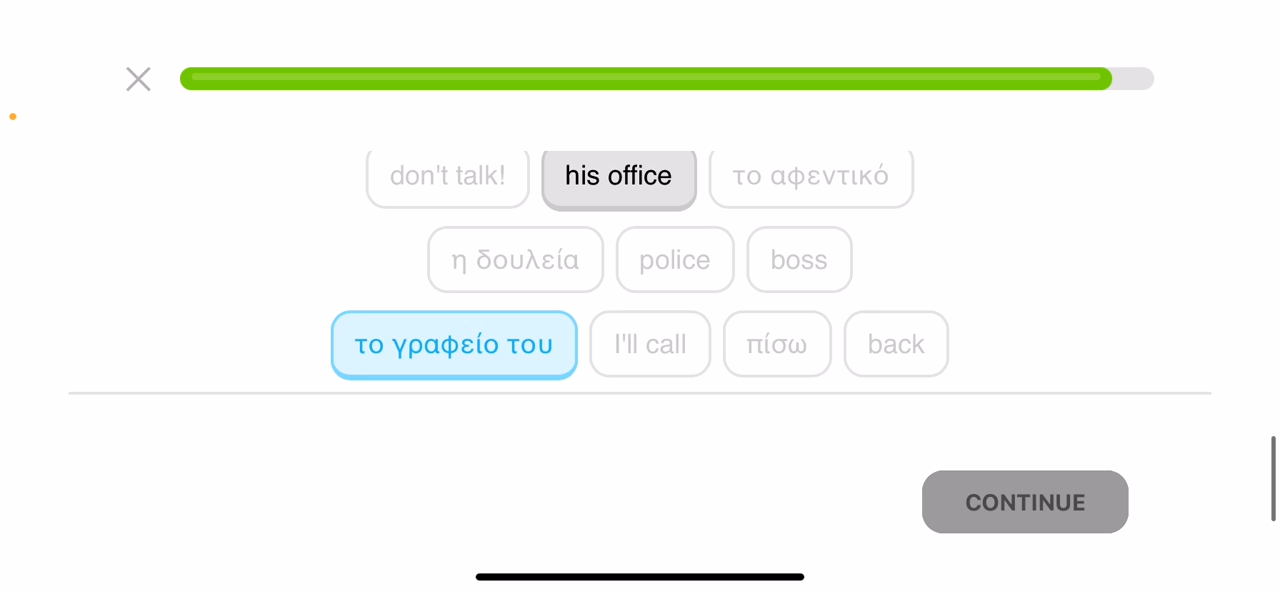 don't talk! his office το αφεντικό
η δουλεία police boss
το γραφείο του I'll call πίσω back
CONTINUE